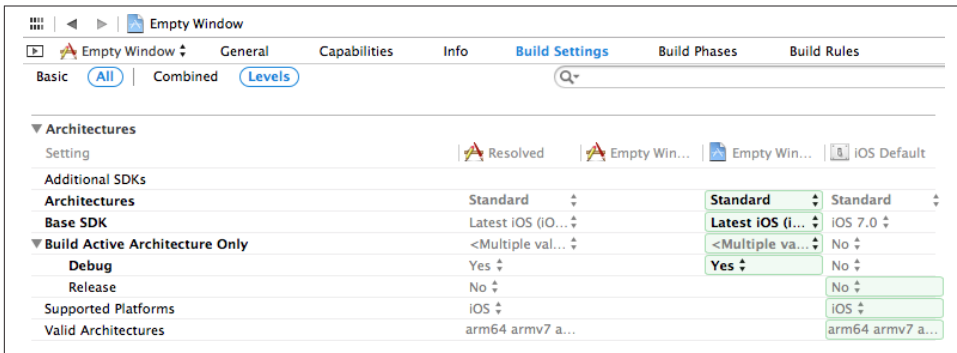 Empty Window
Empty Window General Capabilities Info Build Settings Build Phases Build Rules
Basic All Combined Levels
Architectures
Setting Resolved Empty Win... Empty Win... iOS Default
Additional SDKs
Architectures Standard Standard Standard
Base SDK Latest iOS (iO... Latest iOS (i... iOS 7.0
Build Active Architecture Only <Multiple val... <Multiple va... No
Debug Yes Yes No
Release No No
Supported Platforms iOS iOS
Valid Architectures arm64 armv7 a... arm64 armv7 a...